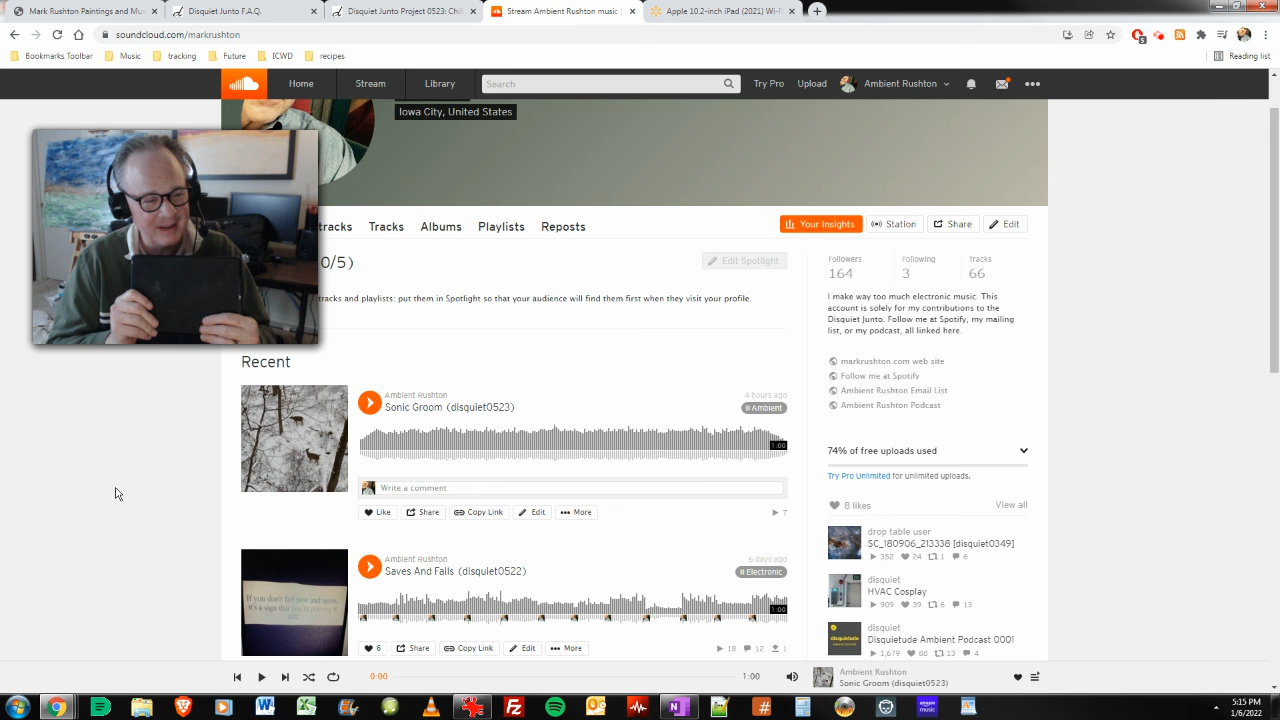 Mark Rushton Paintings and Mus
Disquiet Junto F.A.Q.
Disquiet Junto Project 0523: Chill
Stream Ambient Rushton music |
Apple 10.2-inch iPad (2021) Wi-F
soundcloud.com/markrushton
Bookmarks Toolbar
Music
tracking
Future
ICWD
recipes
Reading list
Home
Stream
Library
Search
Try Pro
Upload
Ambient Rushton
Iowa City, United States
tracks
Tracks
Albums
Playlists
Reposts
Your Insights
Station
Share
Edit
0/5)
Edit Spotlight
tracks and playlists: put them in Spotlight so that your audience will find them first when they visit your profile.
Followers
164
Following
3
Tracks
66
I make way too much electronic music. This
account is solely for my contributions to the
Disquiet Junto. Follow me at Spotify, my mailing
list, or my podcast, all linked here.
markrushton.com web site
Follow me at Spotify
Ambient Rushton Email List
Ambient Rushton Podcast
Recent
Ambient Rushton
4 hours ago
Sonic Groom (disquiet0523)
# Ambient
1:00
Write a comment
Like
Share
Copy Link
Edit
More
7
Ambient Rushton
6 days ago
Saves And Falls (disquiet0522)
# Electronic
1:00
If you don't fall now and again,
it's a sign that you're playing it
safe.
6
Share
Copy Link
Edit
More
18
12
1
74% of free uploads used
Try Pro Unlimited for unlimited uploads.
8 likes
View all
drop table user
SC_180906_213338 [disquiet0349]
352
24
1
6
disquiet
HVAC Cosplay
909
39
6
13
disquiet
Disquietude Ambient Podcast 0001
1,679
88
13
4
0:00
1:00
Ambient Rushton
Sonic Groom (disquiet0523)
5:15 PM
1/6/2022